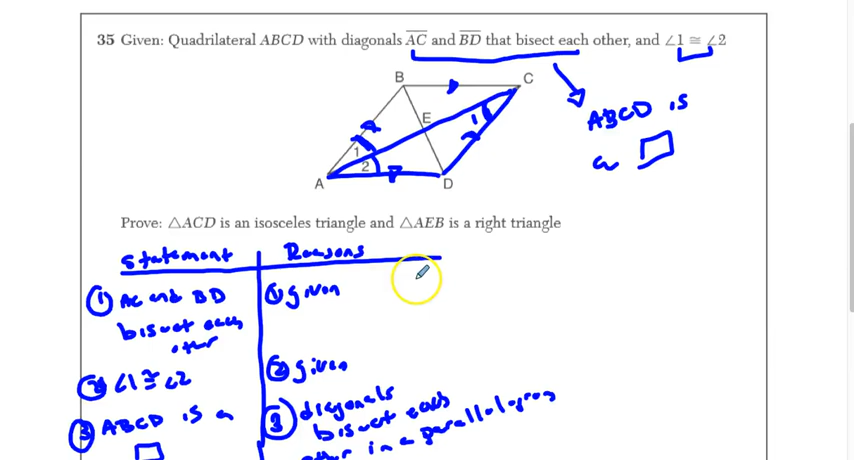 35 Given: Quadrilateral ABCD with diagonals AC and BD that bisect each other, and ∠1 ≅ ∠2
B
C
E
1
1
2
A
D
ABCD is
a
Prove: △ACD is an isosceles triangle and △AEB is a right triangle
Statement Reasons
① AC and BD
bisect each
other
① given
② ∠1 ≅ ∠2
② given
③ ABCD is a
③ diagonals
bisect each
other in a parallelogram